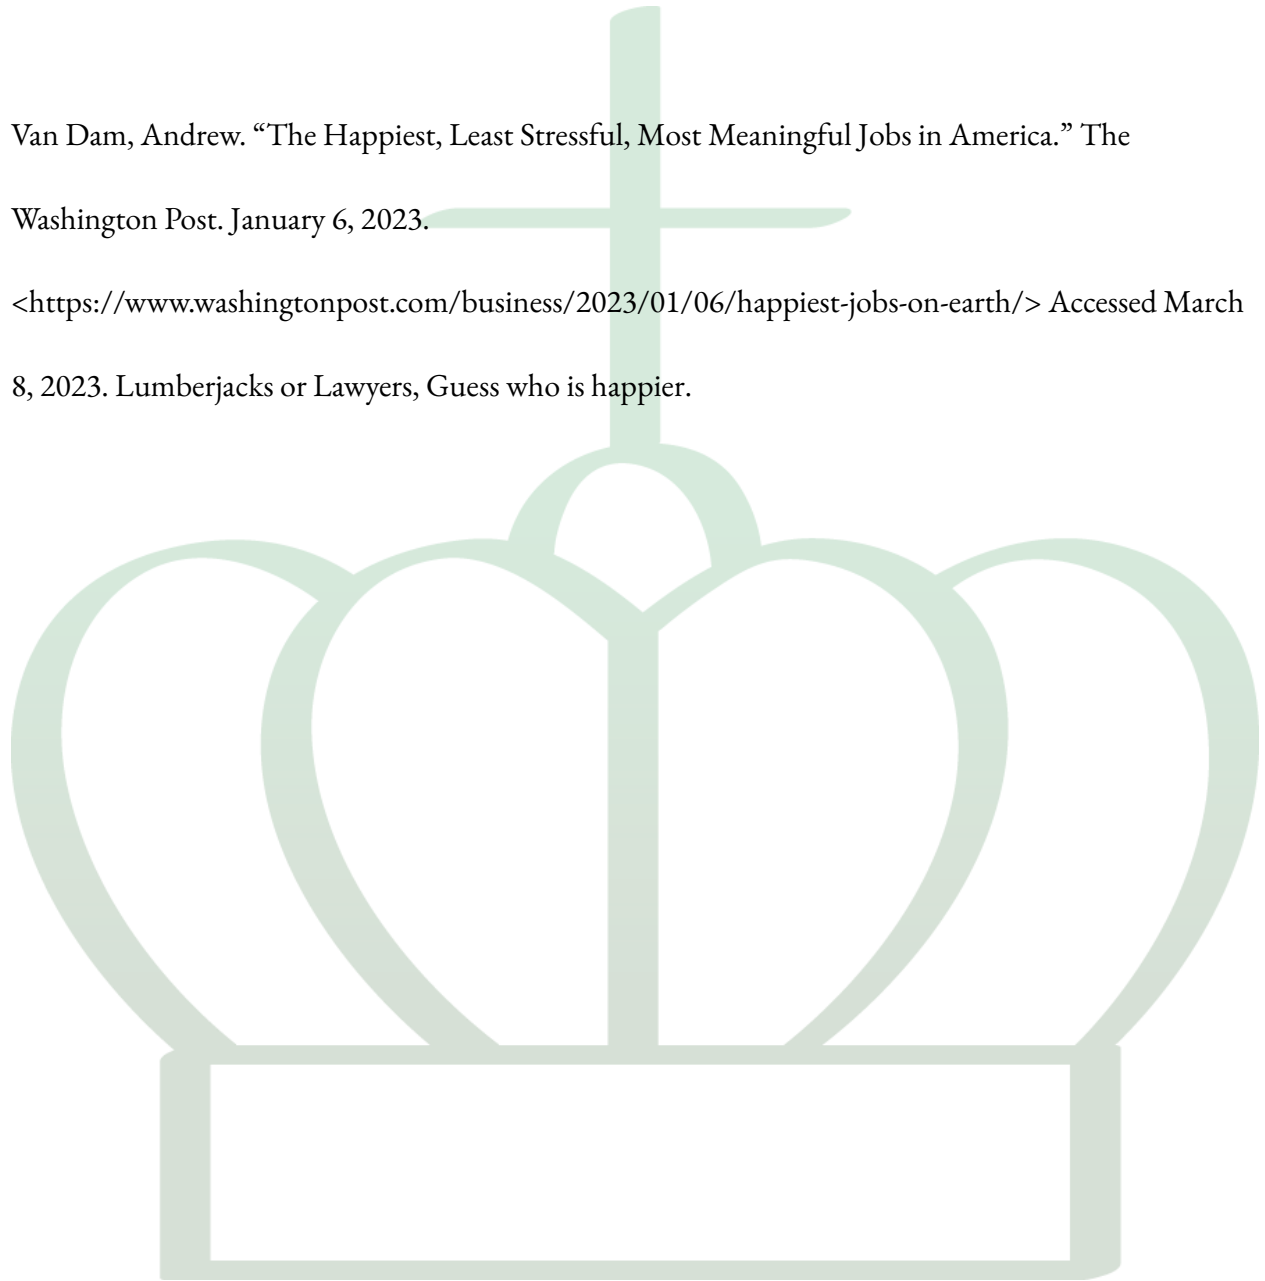 Van Dam, Andrew. “The Happiest, Least Stressful, Most Meaningful Jobs in America.” The
Washington Post. January 6, 2023.
<https://www.washingtonpost.com/business/2023/01/06/happiest-jobs-on-earth/> Accessed March
8, 2023. Lumberjacks or Lawyers, Guess who is happier.